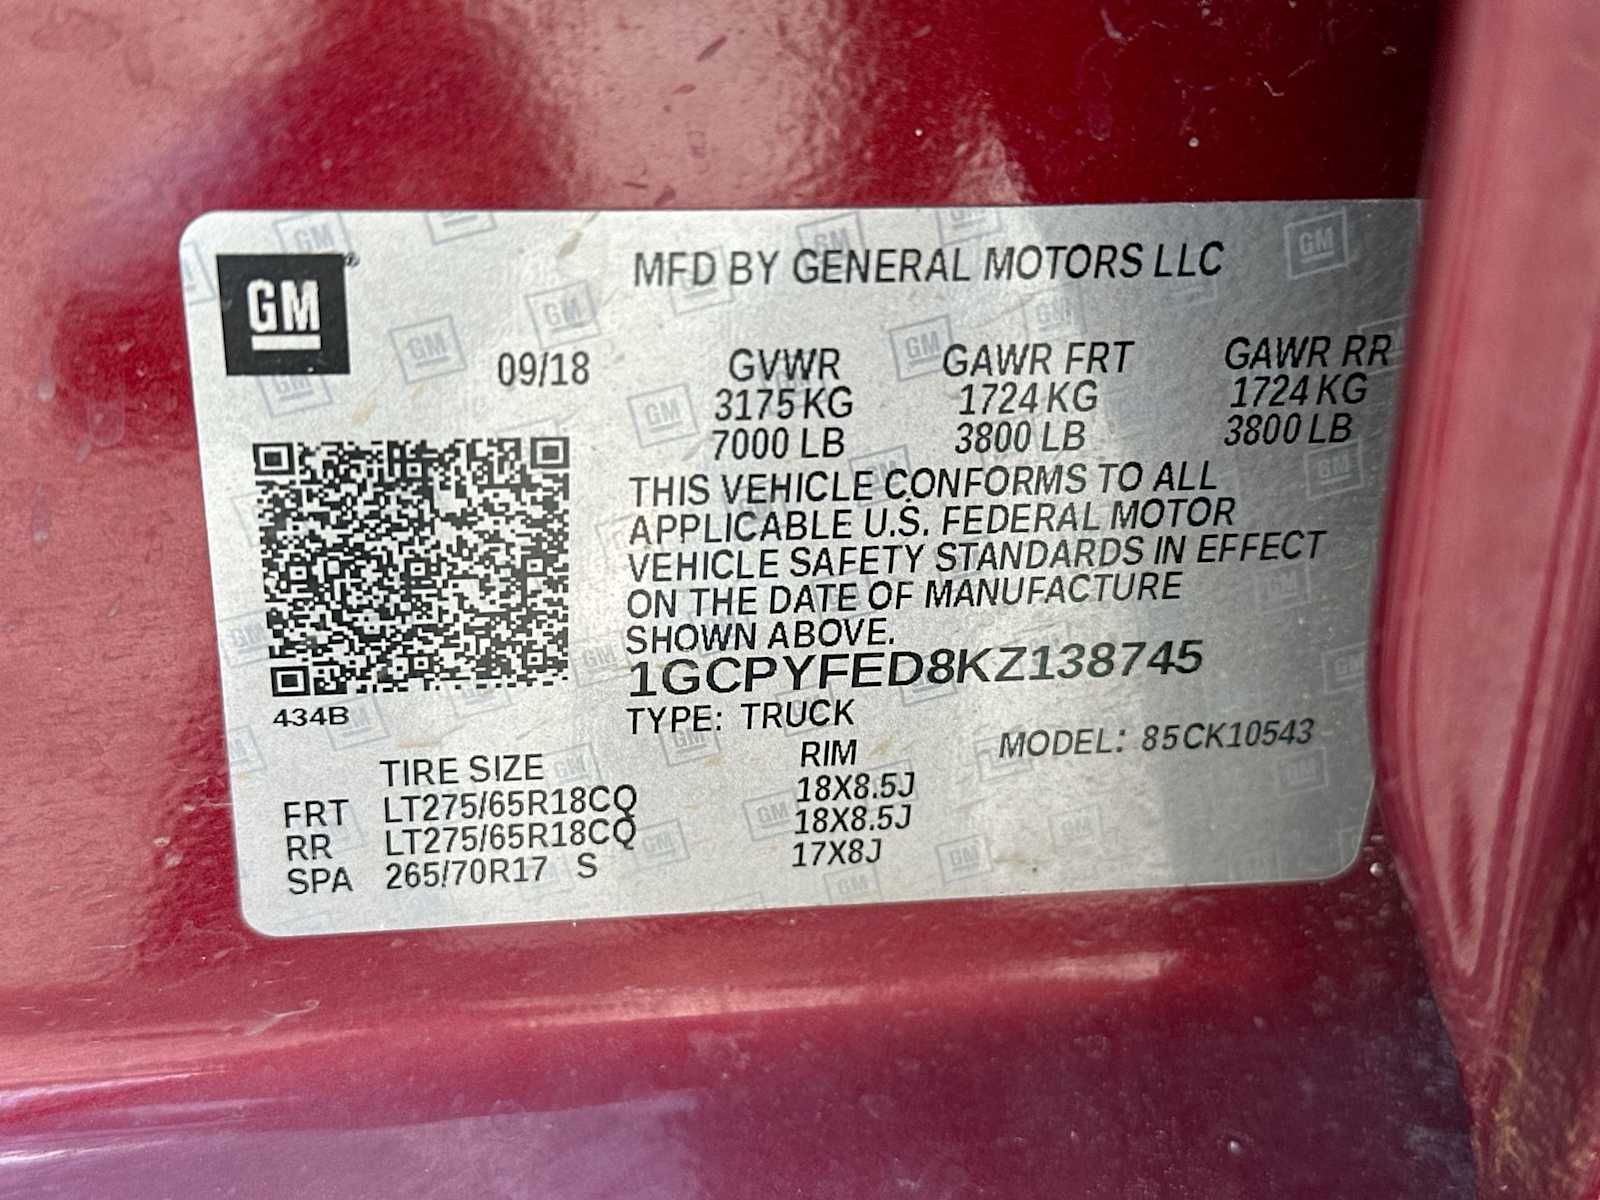 GM
MFD BY GENERAL MOTORS LLC
09/18
GVWR GAWR FRT GAWR RR
3175 KG 1724 KG 1724 KG
7000 LB 3800 LB 3800 LB
THIS VEHICLE CONFORMS TO ALL
APPLICABLE U.S. FEDERAL MOTOR
VEHICLE SAFETY STANDARDS IN EFFECT
ON THE DATE OF MANUFACTURE
SHOWN ABOVE.
1GCPYFED8KZ138745
434B
TYPE: TRUCK
MODEL: 85CK10543
TIRE SIZE RIM
FRT LT275/65R18CQ 18X8.5J
RR LT275/65R18CQ 18X8.5J
SPA 265/70R17 S 17X8J